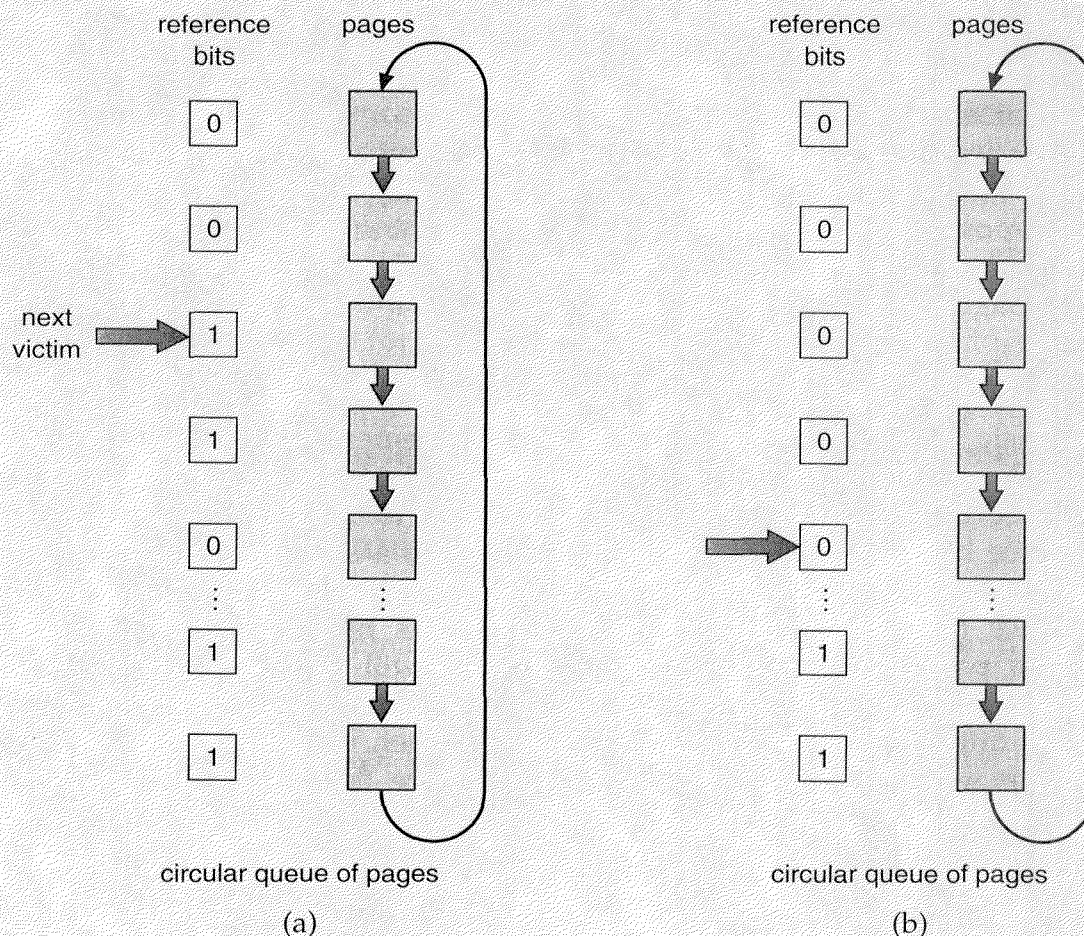 reference bits
pages
0
0
next victim
1
1
0
1
1
circular queue of pages
(a)
reference bits
pages
0
0
0
0
0
1
1
circular queue of pages
(b)